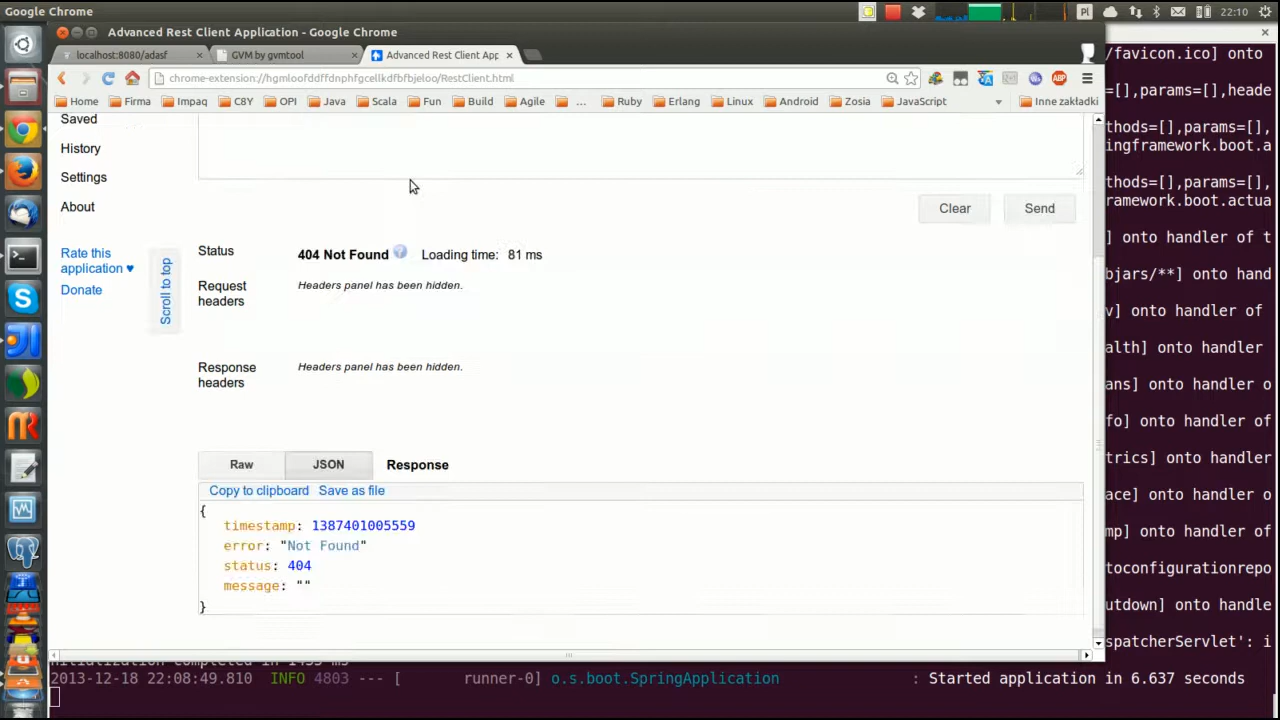 Google Chrome
Pl
22:10
Advanced Rest Client Application - Google Chrome
localhost:8080/adasf
GVM by gvmtool
Advanced Rest Client App
chrome-extension://hgmloofddffdnphfgcellkdfbfbjeloo/RestClient.html
ABP
Home
Firma
Impaq
C8Y
OPI
Java
Scala
Fun
Build
Agile
...
Ruby
Erlang
Linux
Android
Zosia
JavaScript
Inne zakładki
Saved
History
Settings
About
Rate this
application ♥
Donate
Scroll to top
Clear
Send
Status
404 Not Found
Loading time: 81 ms
Request
headers
Headers panel has been hidden.
Response
headers
Headers panel has been hidden.
Raw
JSON
Response
Copy to clipboard
Save as file
{
timestamp: 1387401005559
error: "Not Found"
status: 404
message: ""
}
/favicon.ico] onto
=[],params=[],heade
thods=[],params=[],
ingframework.boot.a
thods=[],params=[],
ramework.boot.actua
] onto handler of t
bjars/**] onto hand
v] onto handler of
alth] onto handler
ans] onto handler o
fo] onto handler of
trics] onto handler
ace] onto handler o
mp] onto handler of
toconfigurationrepo
utdown] onto handle
spatcherServlet': i
2013-12-18 22:08:49.810 INFO 4803 --- [ runner-0] o.s.boot.SpringApplication : Started application in 6.637 seconds